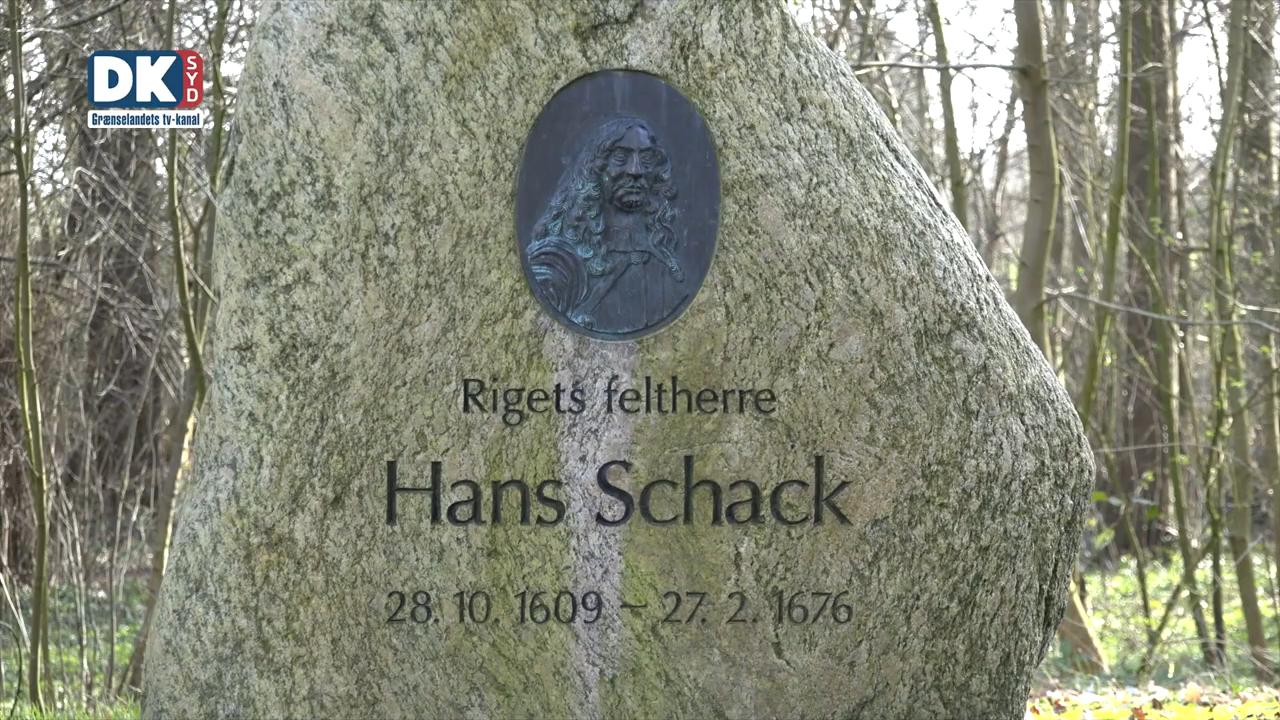 DK SYD
Grænselandets tv-kanal
Rigets feltherre
Hans Schack
28. 10. 1609 – 27. 2. 1676